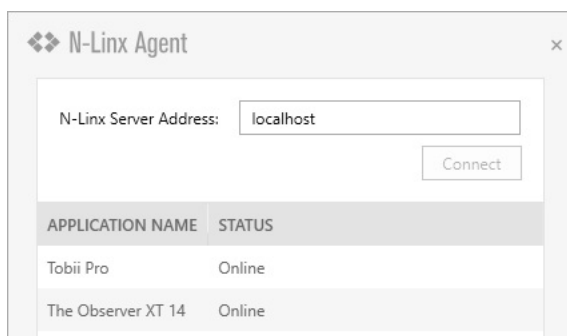 N-Linx Agent
N-Linx Server Address: localhost
Connect
APPLICATION NAME STATUS
Tobii Pro Online
The Observer XT 14 Online